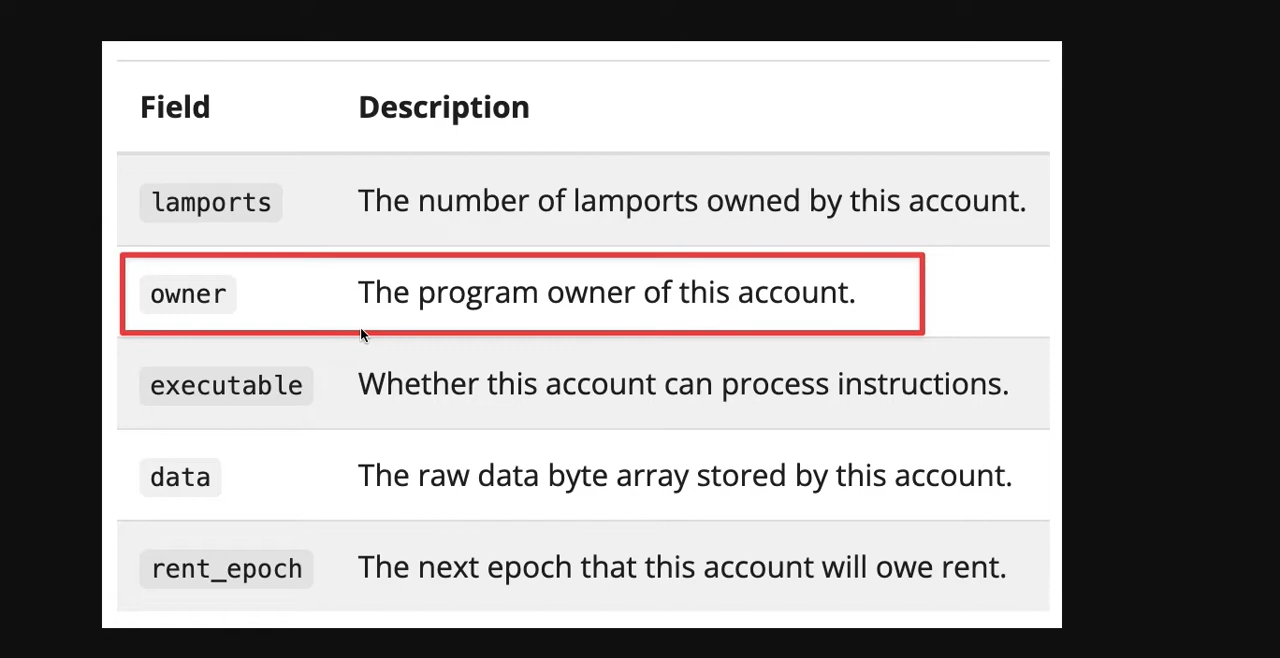 Field Description
lamports The number of lamports owned by this account.
owner The program owner of this account.
executable Whether this account can process instructions.
data The raw data byte array stored by this account.
rent_epoch The next epoch that this account will owe rent.